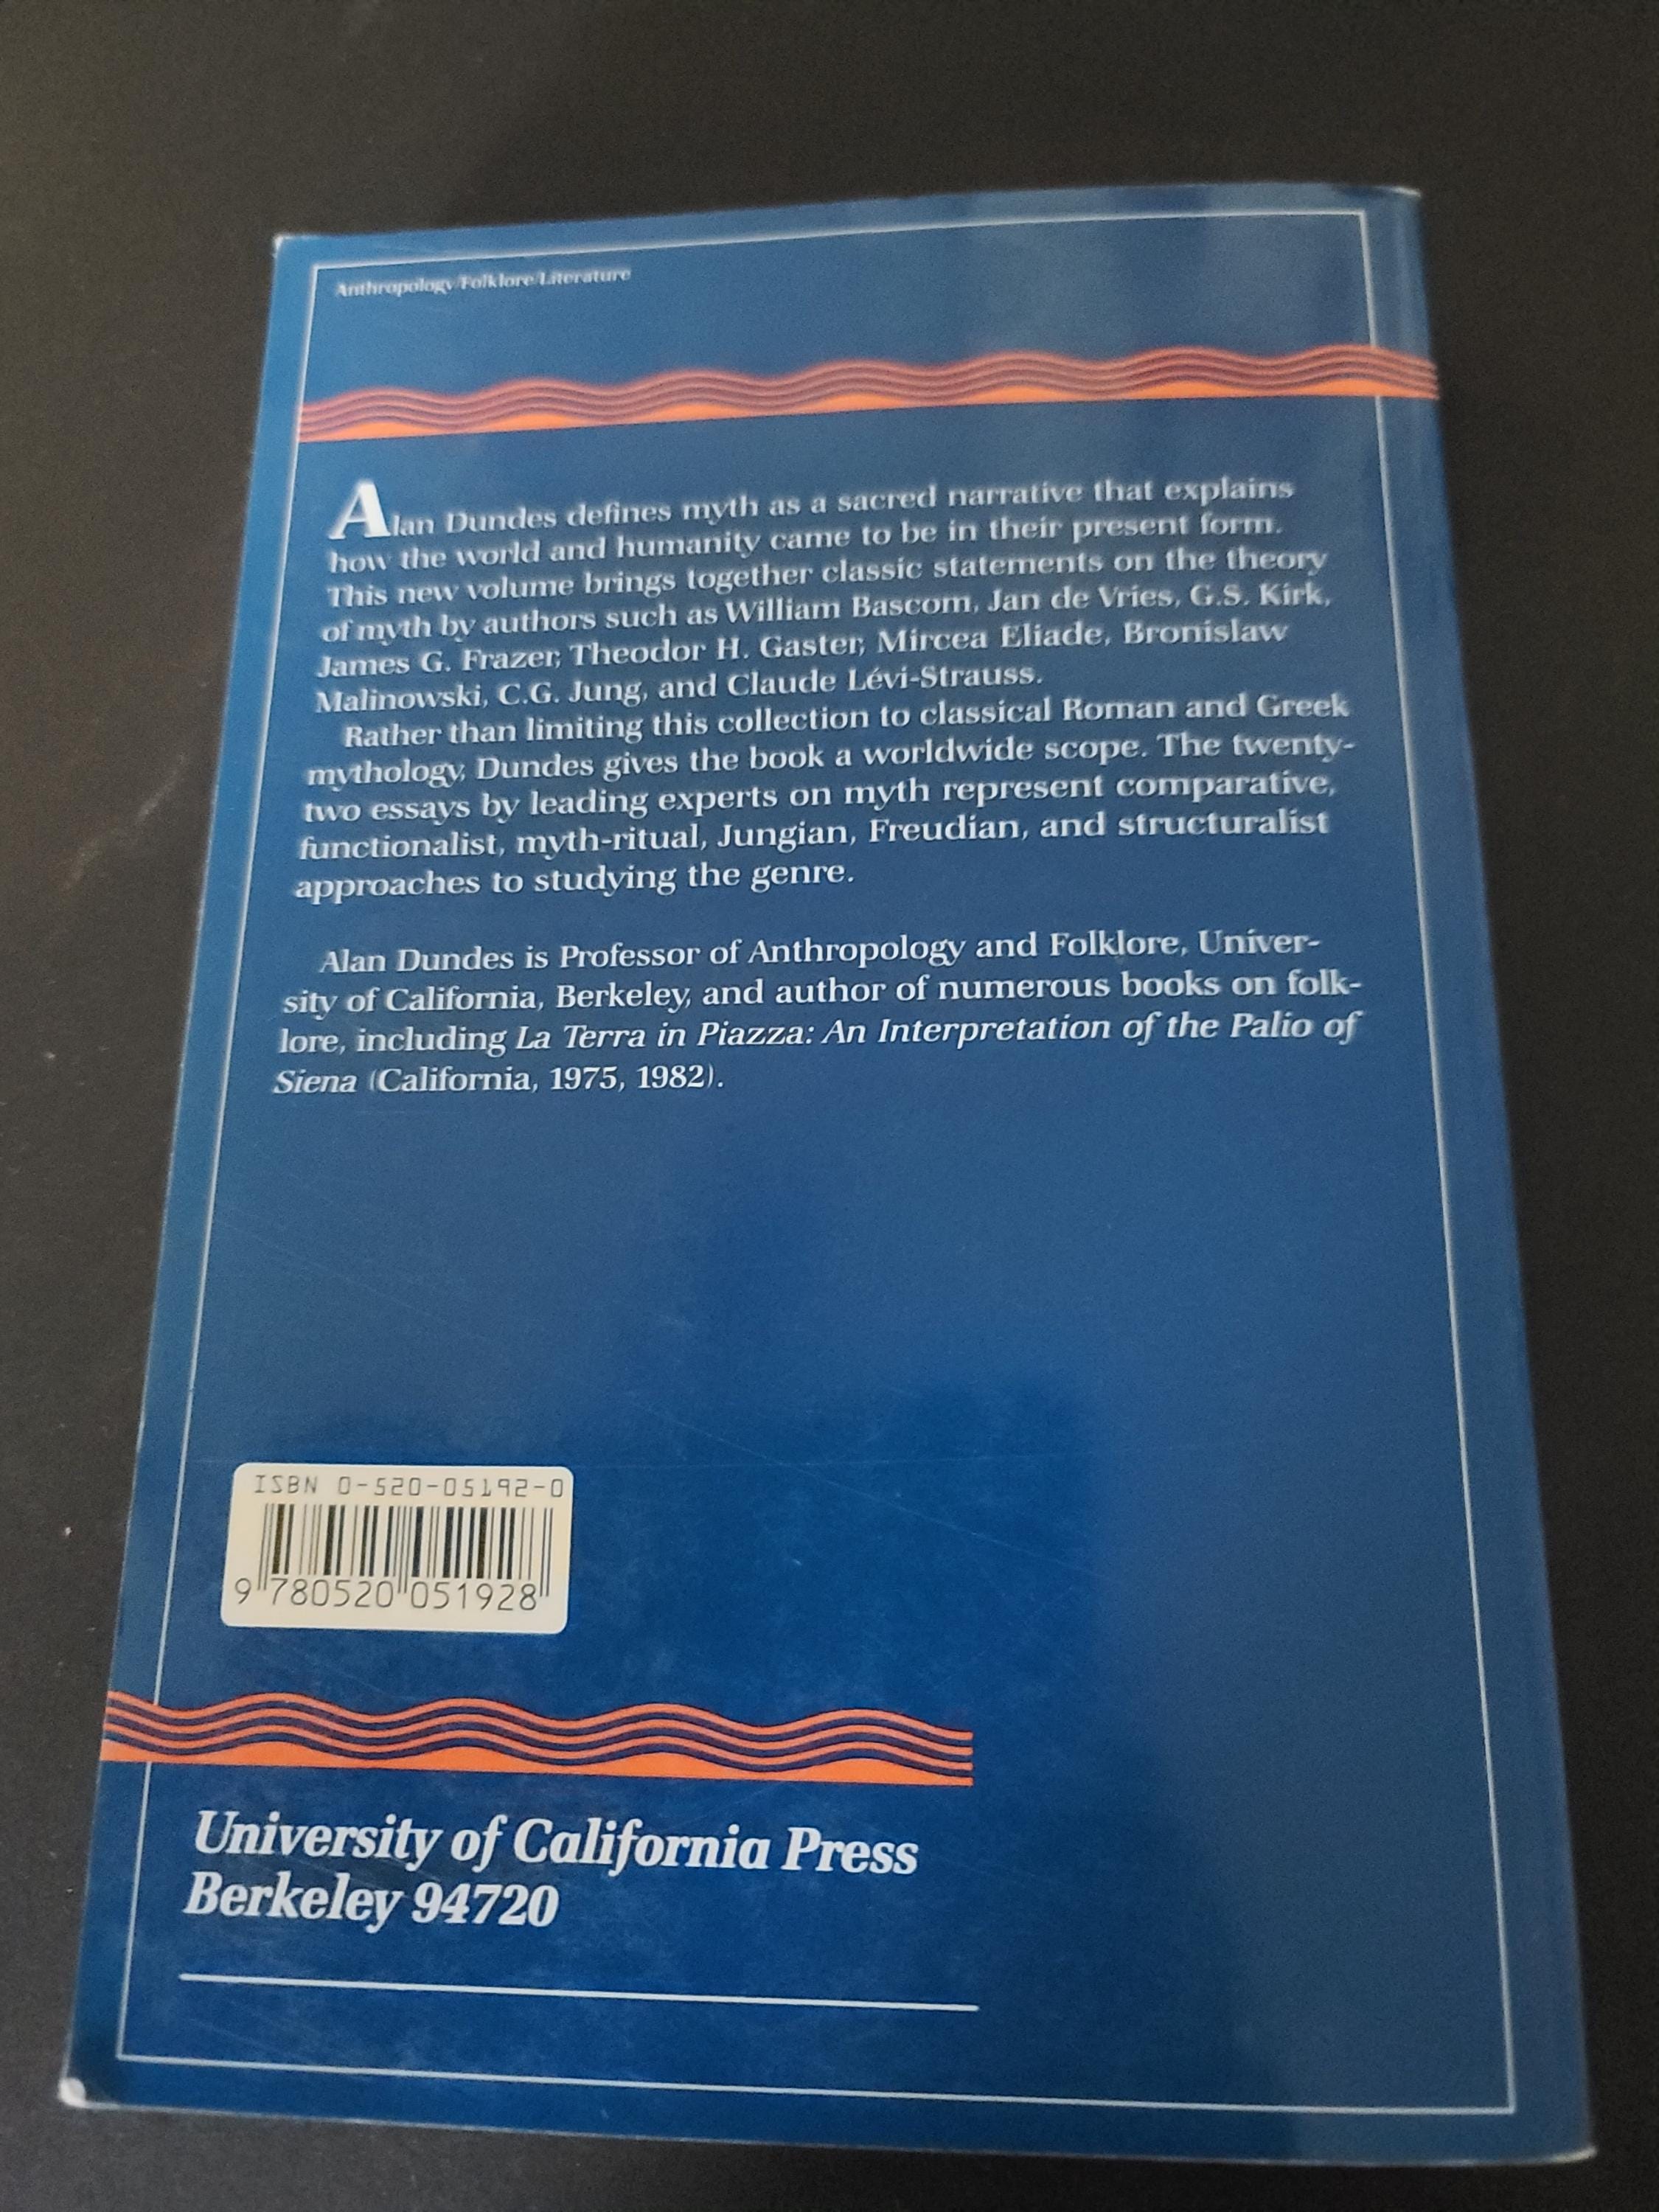 Anthropology/Folklore/Literature
Alan Dundes defines myth as a sacred narrative that explains
how the world and humanity came to be in their present form.
This new volume brings together classic statements on the theory
of myth by authors such as William Bascom, Jan de Vries, G.S. Kirk,
James G. Frazer, Theodor H. Gaster, Mircea Eliade, Bronislaw
Malinowski, C.G. Jung, and Claude Lévi-Strauss.
Rather than limiting this collection to classical Roman and Greek
mythology, Dundes gives the book a worldwide scope. The twenty-
two essays by leading experts on myth represent comparative,
functionalist, myth-ritual, Jungian, Freudian, and structuralist
approaches to studying the genre.
Alan Dundes is Professor of Anthropology and Folklore, Univer-
sity of California, Berkeley, and author of numerous books on folk-
lore, including La Terra in Piazza: An Interpretation of the Palio of
Siena (California, 1975, 1982).
ISBN 0-520-05192-0
9 780520 051928
University of California Press
Berkeley 94720